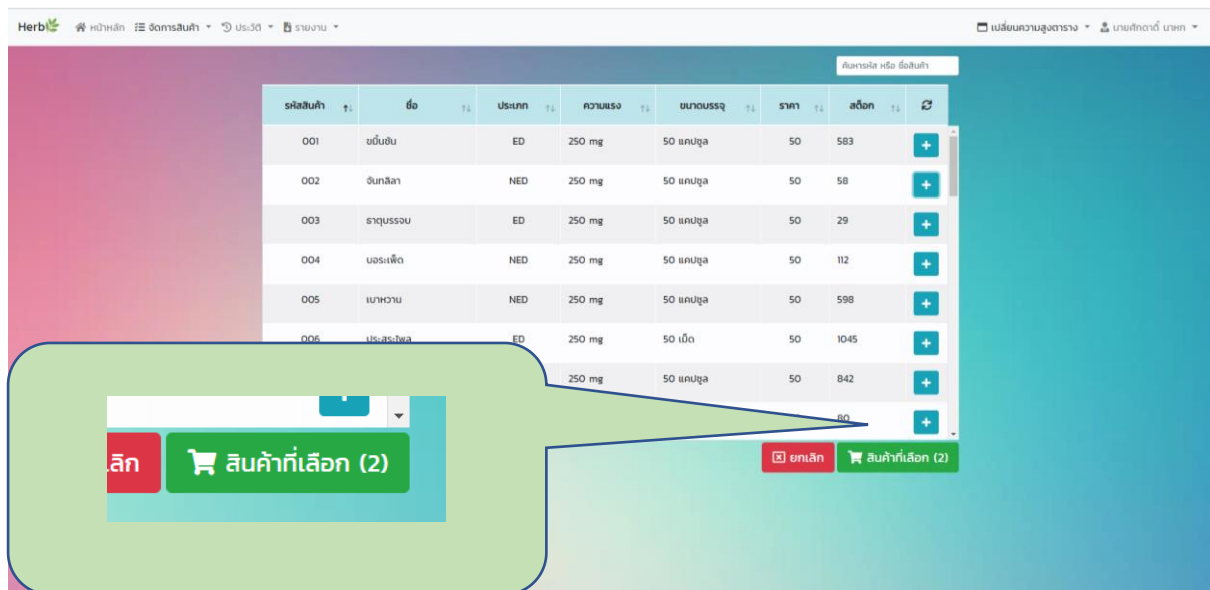 Herb หน้าหลัก จัดการสินค้า ประวัติ รายงาน เปลี่ยนความสูงตาราง นายศักดาดิ์ นาหก
ค้นหารหัส หรือ ชื่อสินค้า
รหัสสินค้า ชื่อ ประเภท ความแรง ขนาดบรรจุ ราคา สต็อก
001 ขมิ้นชัน ED 250 mg 50 แคปซูล 50 583
002 จันทลีลา NED 250 mg 50 แคปซูล 50 58
003 ธาตุบรรจบ ED 250 mg 50 แคปซูล 50 29
004 บอระเพ็ด NED 250 mg 50 แคปซูล 50 112
005 เบาหวาน NED 250 mg 50 แคปซูล 50 598
006 ประสะไพล ED 250 mg 50 เม็ด 50 1045
250 mg 50 แคปซูล 50 842
80
ยกเลิก สินค้าที่เลือก (2)
เลิก สินค้าที่เลือก (2)